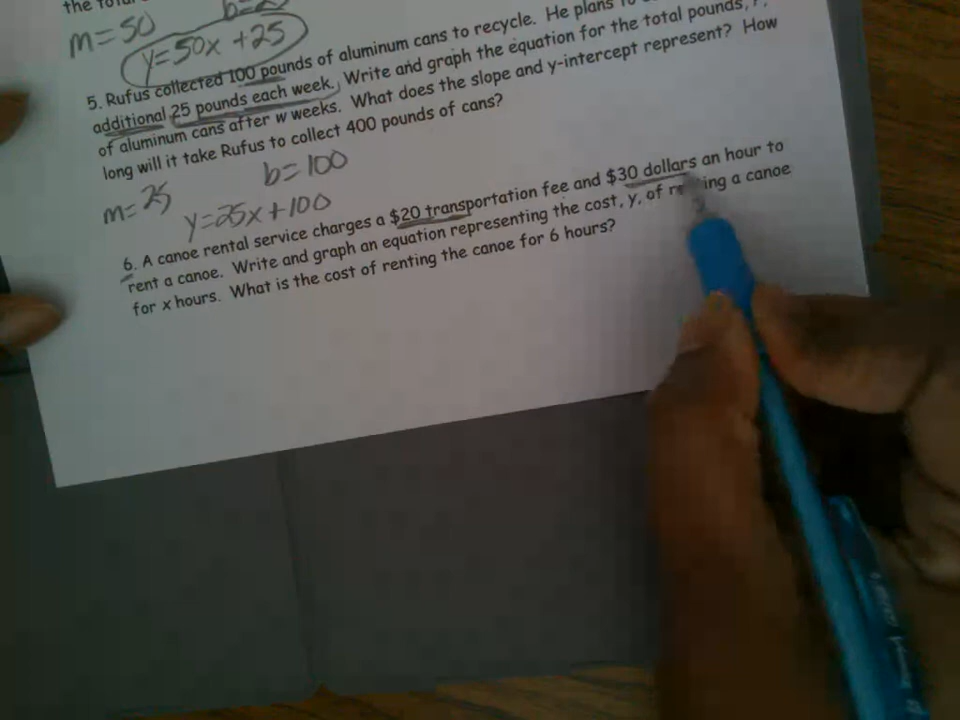 the total
b=2
m=50
y=50x +25
5. Rufus collected 100 pounds of aluminum cans to recycle. He plans to
additional 25 pounds each week. Write and graph the equation for the total pounds,
of aluminum cans after w weeks. What does the slope and y-intercept represent? How
long will it take Rufus to collect 400 pounds of cans?
m=25 b=100
y=25x+100
6. A canoe rental service charges a $20 transportation fee and $30 dollars an hour to
rent a canoe. Write and graph an equation representing the cost, y, of renting a canoe
for x hours. What is the cost of renting the canoe for 6 hours?